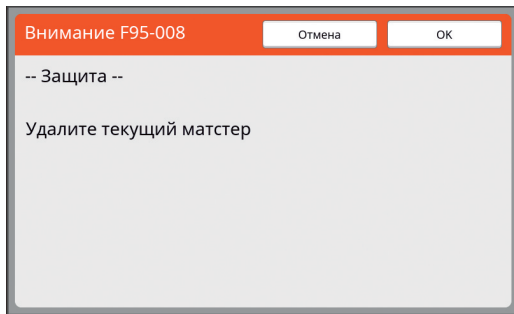 Внимание F95-008
Отмена
OK
-- Защита --
Удалите текущий матстер